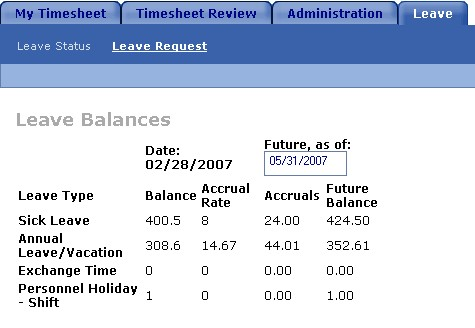 My Timesheet Timesheet Review Administration Leave
Leave Status Leave Request
Leave Balances
Date: Future, as of:
02/28/2007 05/31/2007
Leave Type Balance Accrual Rate Accruals Future Balance
Sick Leave 400.5 8 24.00 424.50
Annual Leave/Vacation 308.6 14.67 44.01 352.61
Exchange Time 0 0 0.00 0.00
Personnel Holiday - Shift 1 0 0.00 1.00